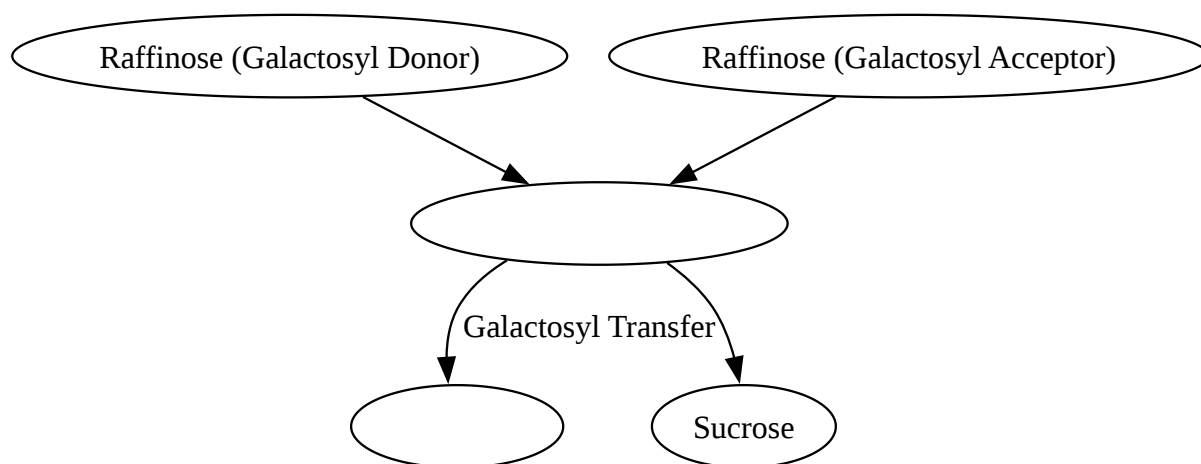 Raffinose (Galactosyl Donor)
Raffinose (Galactosyl Acceptor)
Galactosyl Transfer
Sucrose